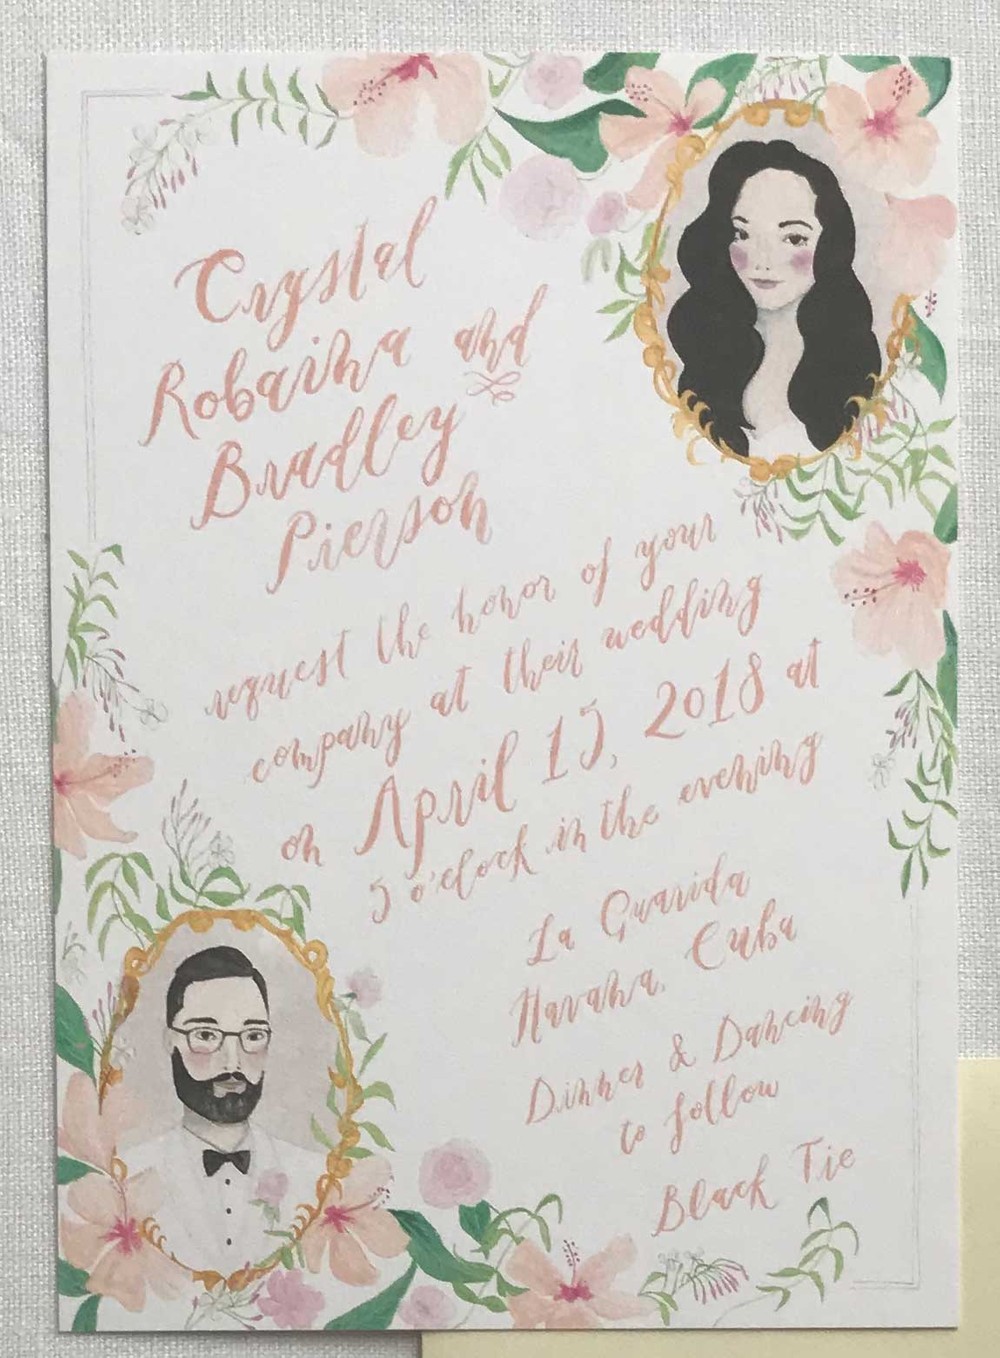 Crystal
Robaina and
Bradley
Pierson
request the honor of your
company at their wedding
on April 15, 2018 at
5 o'clock in the evening
La Guarida
Havana, Cuba
Dinner & Dancing
to follow
Black Tie